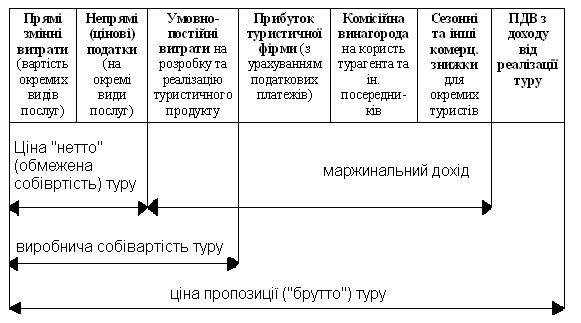 Прямі
змінні
витрати
(вартість
окремих
видів
послуг)
Непрямі
(цінові)
податки
(на
окремі
види
послуг)
Умовно-
постійні
витрати на
розробку та
реалізацію
туристичного
продукту
Прибуток
туристичної
фірми (з
урахуванням
податкових
платежів)
Комісійна
винагорода
на користь
турагента та
ін.
посередни-
ків
Сезонні
та інші
комерц.
знижки
для
окремих
туристів
ПДВ з
доходу
від
реалізації
туру
Ціна "нетто"
(обмежена
собівртість) туру
маржинальний дохід
виробнича собівартість туру
ціна пропозиції ("брутто") туру